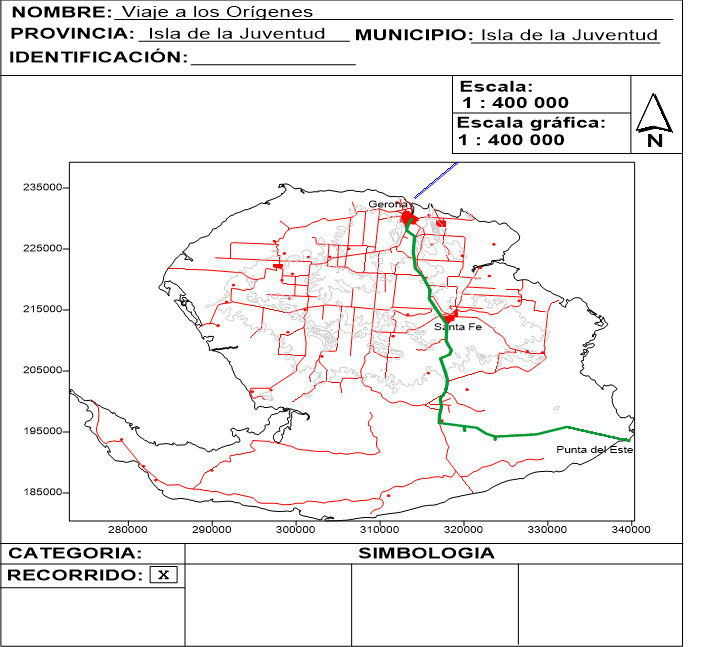 NOMBRE: Viaje a los Orígenes
PROVINCIA: Isla de la Juventud MUNICIPIO: Isla de la Juventud
IDENTIFICACIÓN:
Escala:
1 : 400 000
Escala gráfica:
1 : 400 000
N
235000
Gerona
225000
215000
Santa Fe
205000
195000
Punta del Este
185000
280000 290000 300000 310000 320000 330000 340000
CATEGORIA: SIMBOLOGIA
RECORRIDO: X